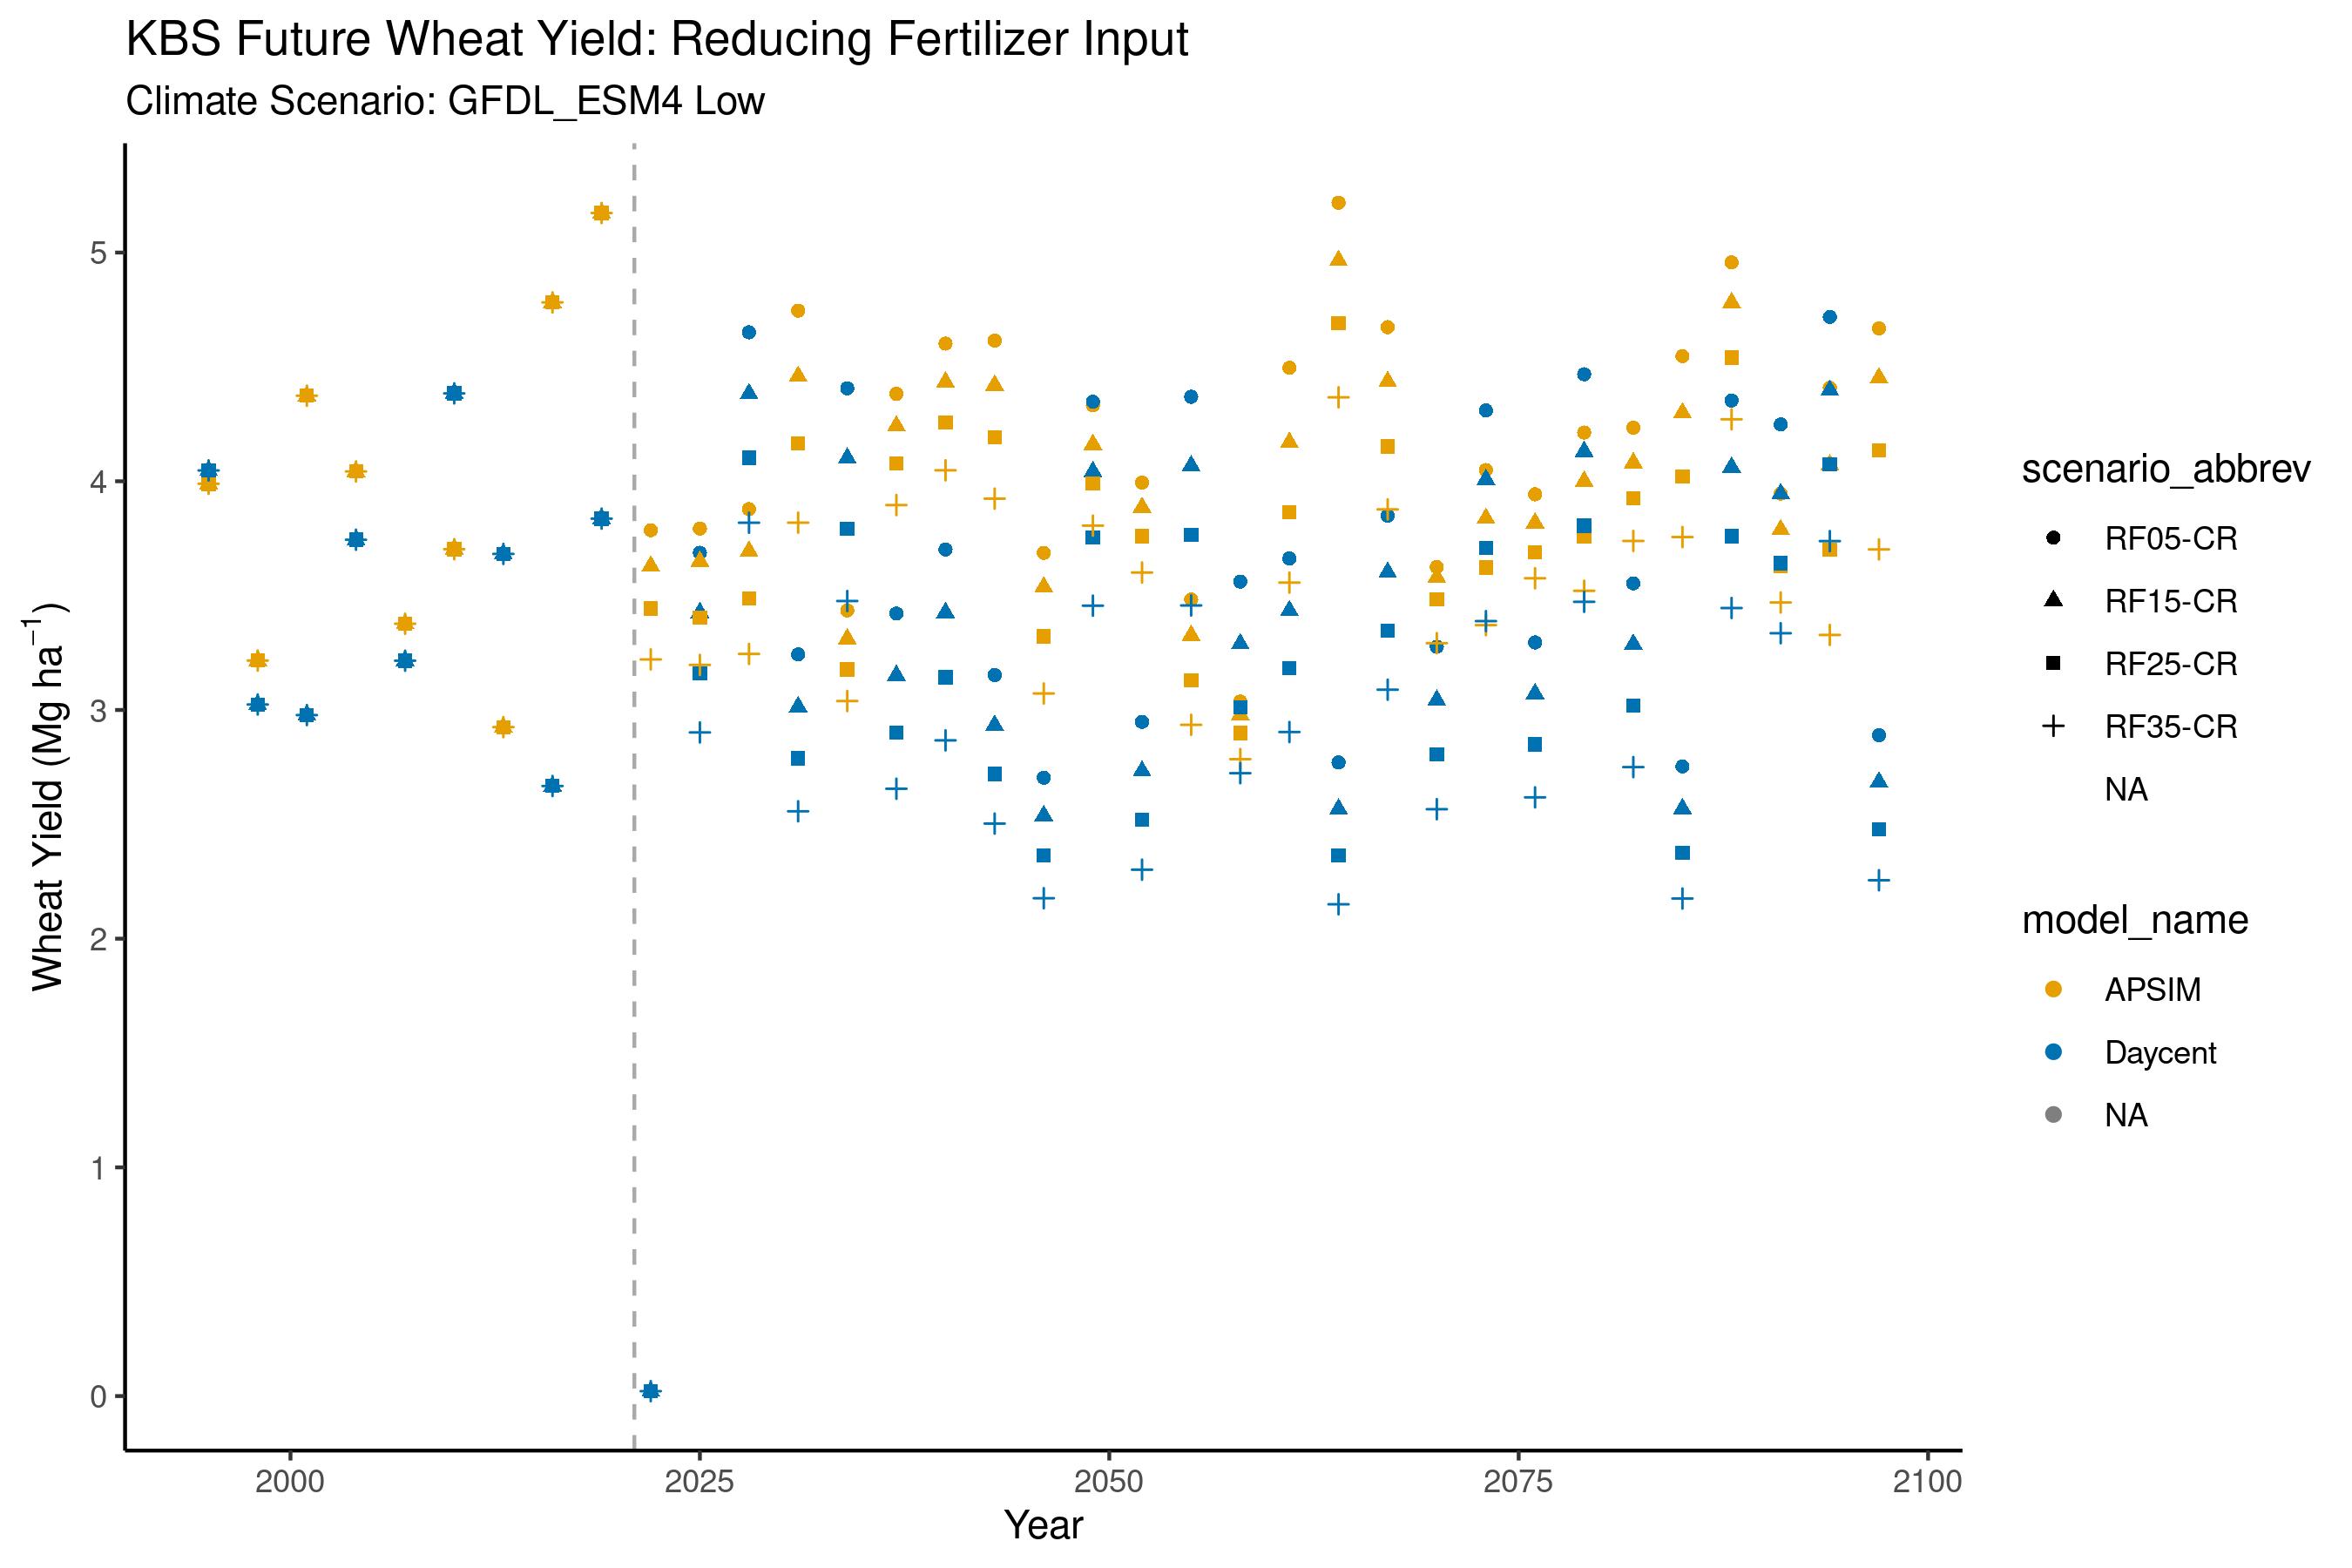 KBS Future Wheat Yield: Reducing Fertilizer Input
Climate Scenario: GFDL_ESM4 Low
Wheat Yield (Mg ha⁻¹)
5
4
3
2
1
0
2000
2025
2050
2075
2100
Year
scenario_abbrev
RF05-CR
RF15-CR
RF25-CR
RF35-CR
NA
model_name
APSIM
Daycent
NA